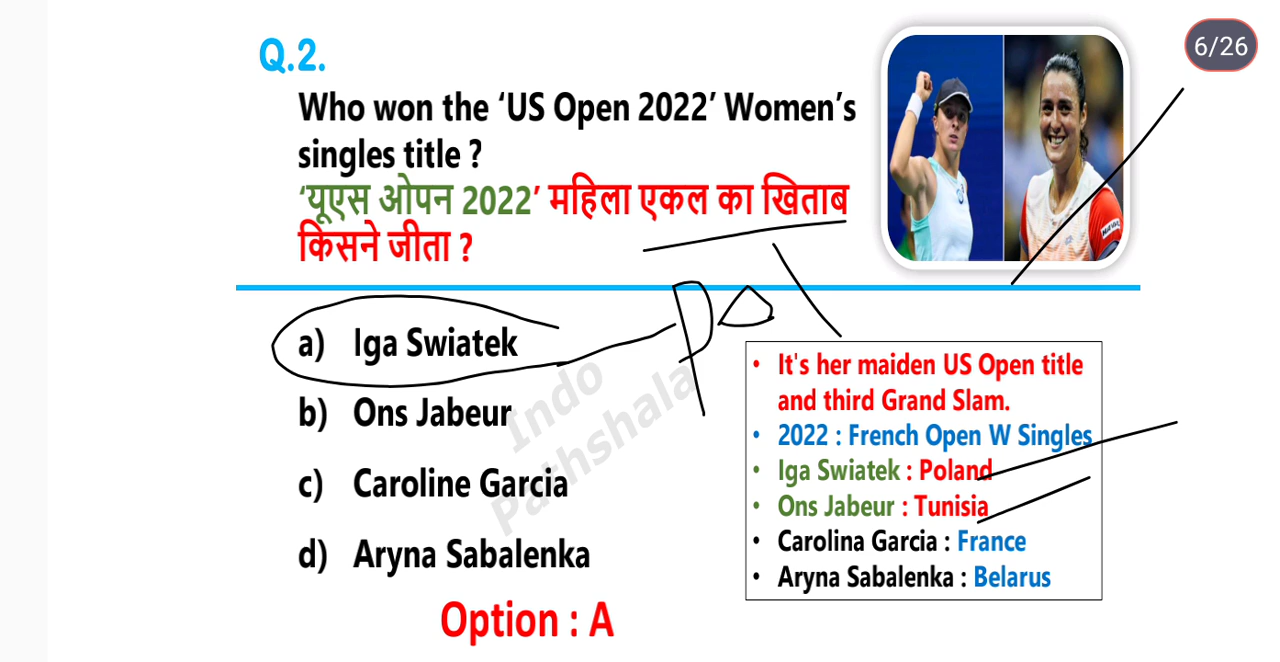 6/26
Q.2.
Who won the ‘US Open 2022’ Women’s
singles title ?
‘यूएस ओपन 2022’ महिला एकल का खिताब
किसने जीता ?
a) Iga Swiatek
b) Ons Jabeur
c) Caroline Garcia
d) Aryna Sabalenka
Option : A
Indo
Pathshala
• It's her maiden US Open title
and third Grand Slam.
• 2022 : French Open W Singles
• Iga Swiatek : Poland
• Ons Jabeur : Tunisia
• Carolina Garcia : France
• Aryna Sabalenka : Belarus